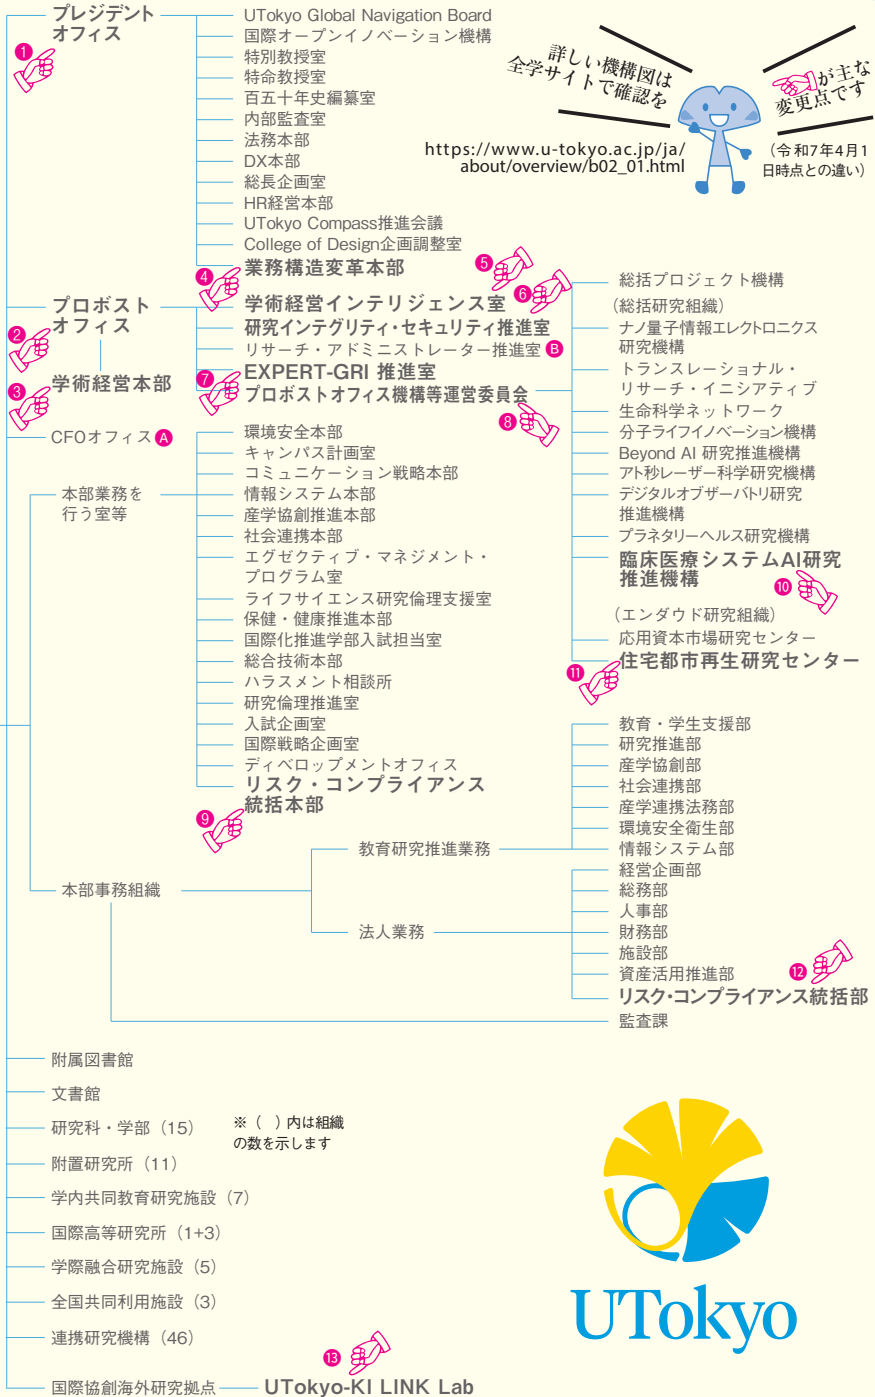 プレジデント
オフィス
❶
UTokyo Global Navigation Board
国際オープンイノベーション機構
特別教授室
特命教授室
百五十年史編纂室
内部監査室
法務本部
DX本部
総長企画室
HR経営本部
UTokyo Compass推進会議
College of Design企画調整室
❹
業務構造変革本部
詳しい機構図は
全学サイトで確認を
が主な
変更点です
https://www.u-tokyo.ac.jp/ja/
about/overview/b02_01.html
(令和7年4月1
日時点との違い)
プロボスト
オフィス
❷
❸
学術経営本部
❺
❻
学術経営インテリジェンス室
研究インテグリティ・セキュリティ推進室
リサーチ・アドミニストレーター推進室 B
❼
EXPERT-GRI 推進室
プロボストオフィス機構等運営委員会
❽
CFOオフィス A
総括プロジェクト機構
(総括研究組織)
ナノ量子情報エレクトロニクス
研究機構
トランスレーショナル・
リサーチ・イニシアティブ
生命科学ネットワーク
分子ライフイノベーション機構
Beyond AI 研究推進機構
アト秒レーザー科学研究機構
デジタルオブザーバトリ研究
推進機構
プラネタリーヘルス研究機構
臨床医療システムAI研究
推進機構
❿
(エンダウド研究組織)
応用資本市場研究センター
住宅都市再生研究センター
⓫
本部業務を
行う室等
環境安全本部
キャンパス計画室
コミュニケーション戦略本部
情報システム本部
産学協創推進本部
社会連携本部
エグゼクティブ・マネジメント・
プログラム室
ライフサイエンス研究倫理支援室
保健・健康推進本部
国際化推進学部入試担当室
総合技術本部
ハラスメント相談所
研究倫理推進室
入試企画室
国際戦略企画室
ディベロップメントオフィス
リスク・コンプライアンス
統括本部
❾
本部事務組織
教育研究推進業務
教育・学生支援部
研究推進部
産学協創部
社会連携部
産学連携法務部
環境安全衛生部
情報システム部
法人業務
経営企画部
総務部
人事部
財務部
施設部
資産活用推進部
⓬
リスク・コンプライアンス統括部
監査課
附属図書館
文書館
研究科・学部(15)
※( )内は組織
の数を示します
附置研究所(11)
学内共同教育研究施設(7)
国際高等研究所(1+3)
学際融合研究施設(5)
全国共同利用施設(3)
連携研究機構(46)
⓭
国際協創海外研究拠点
UTokyo-KI LINK Lab
UTokyo